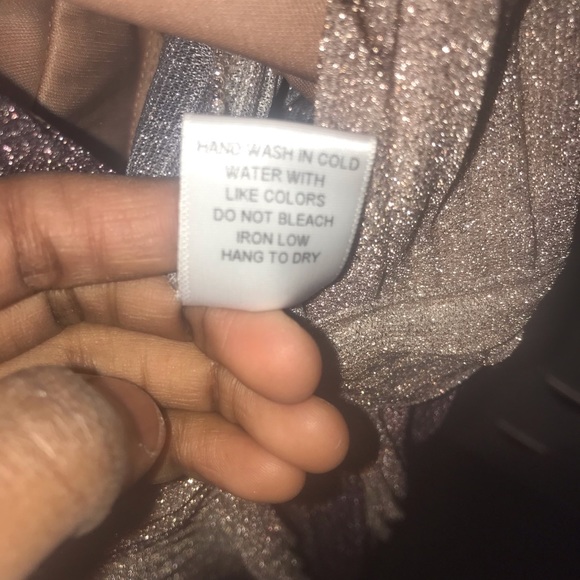 HAND WASH IN COLD
WATER WITH
LIKE COLORS
DO NOT BLEACH
IRON LOW
HANG TO DRY